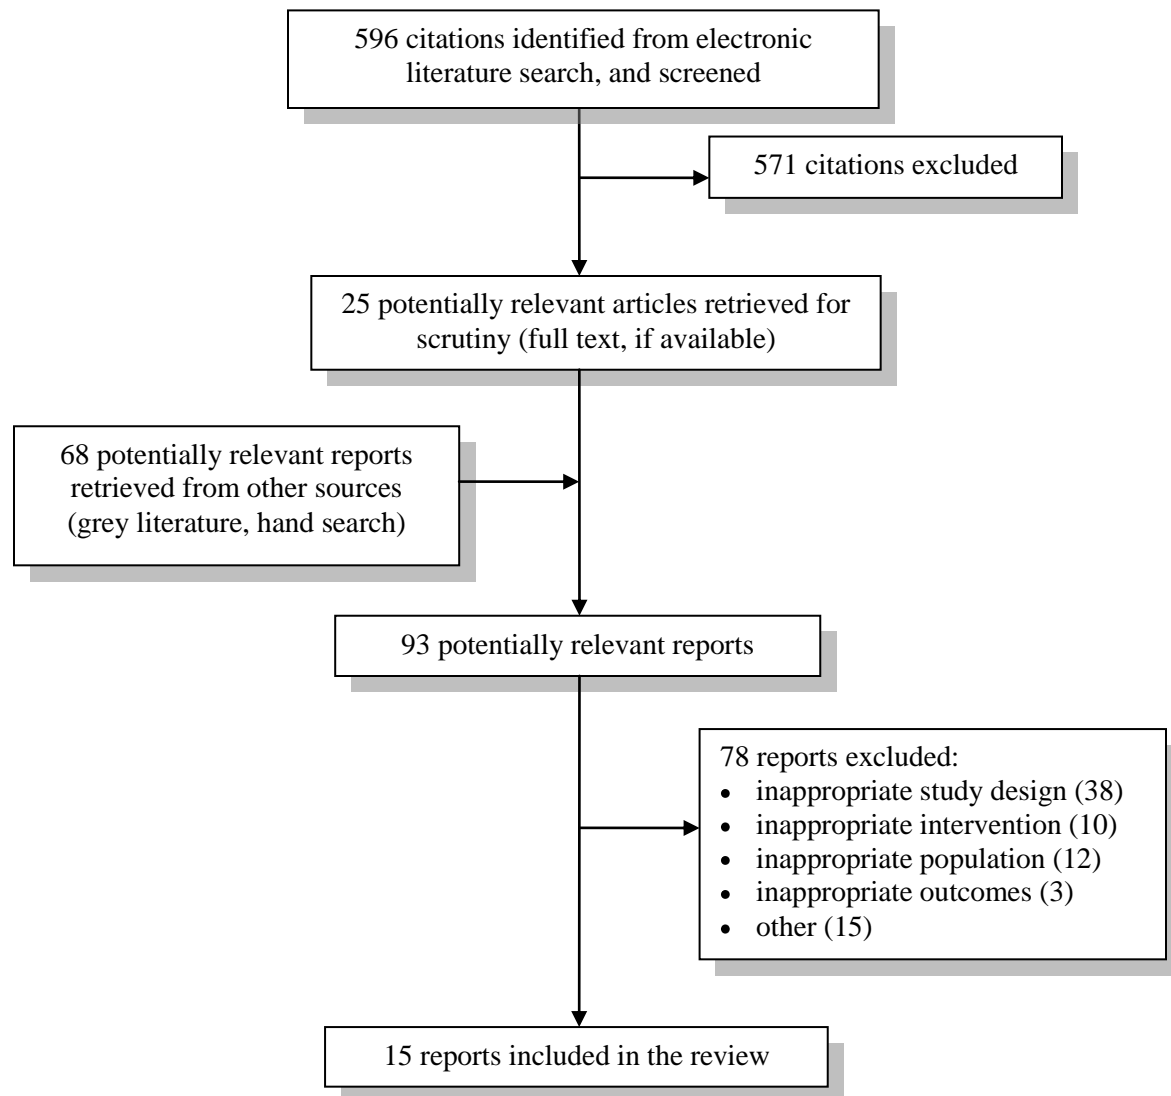 596 citations identified from electronic
literature search, and screened
571 citations excluded
25 potentially relevant articles retrieved for
scrutiny (full text, if available)
68 potentially relevant reports
retrieved from other sources
(grey literature, hand search)
93 potentially relevant reports
78 reports excluded:
• inappropriate study design (38)
• inappropriate intervention (10)
• inappropriate population (12)
• inappropriate outcomes (3)
• other (15)
15 reports included in the review